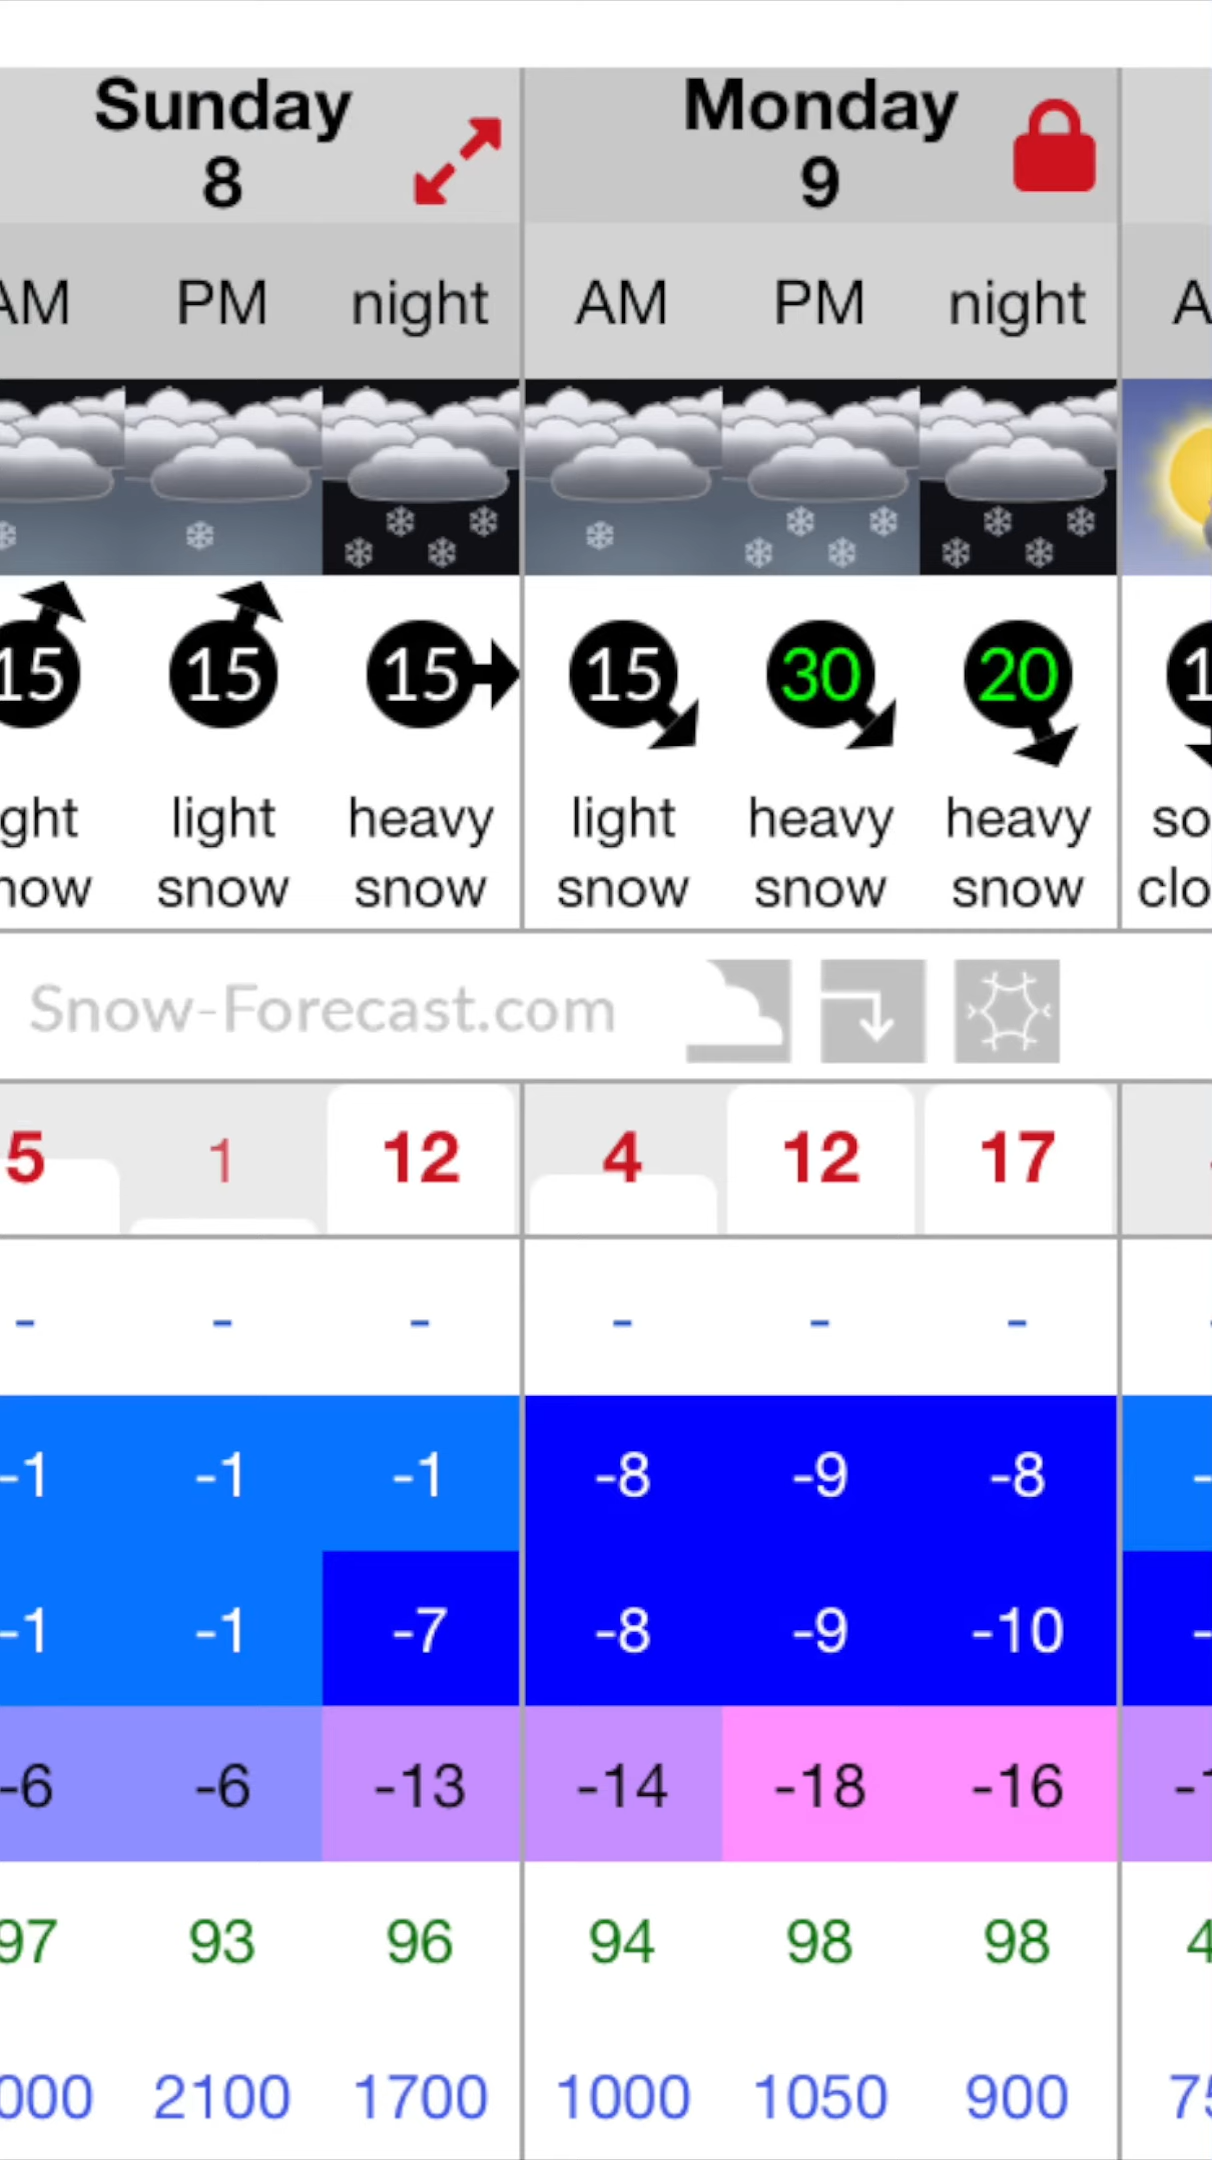 Sunday Monday
8 9
AM PM night AM PM night
15 15 15 15 30 20
light heavy light heavy heavy
snow snow snow snow snow
Snow-Forecast.com
5 1 12 4 12 17
- - - - - -
-1 -1 -1 -8 -9 -8
-1 -1 -7 -8 -9 -10
-6 -6 -13 -14 -18 -16
97 93 96 94 98 98
000 2100 1700 1000 1050 900